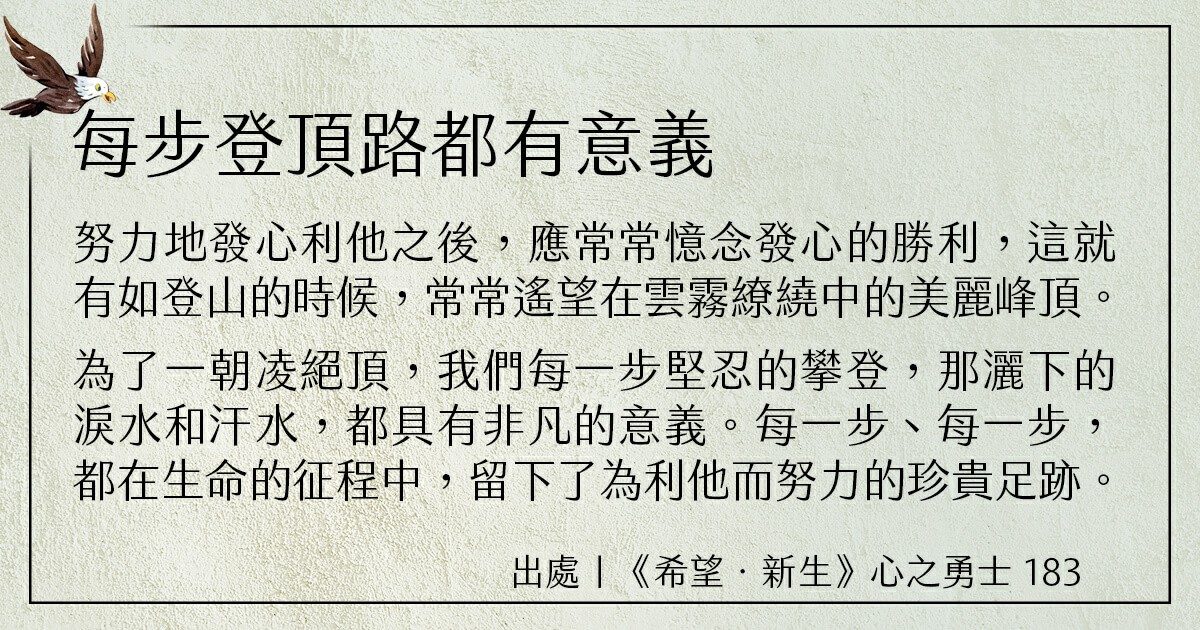 每步登頂路都有意義
努力地發心利他之後，應常常憶念發心的勝利，這就
有如登山的時候，常常遙望在雲霧繚繞中的美麗峰頂。
為了一朝凌絕頂，我們每一步堅忍的攀登，那灑下的
淚水和汗水，都具有非凡的意義。每一步、每一步，
都在生命的征程中，留下了為利他而努力的珍貴足跡。
出處｜《希望．新生》心之勇士 183